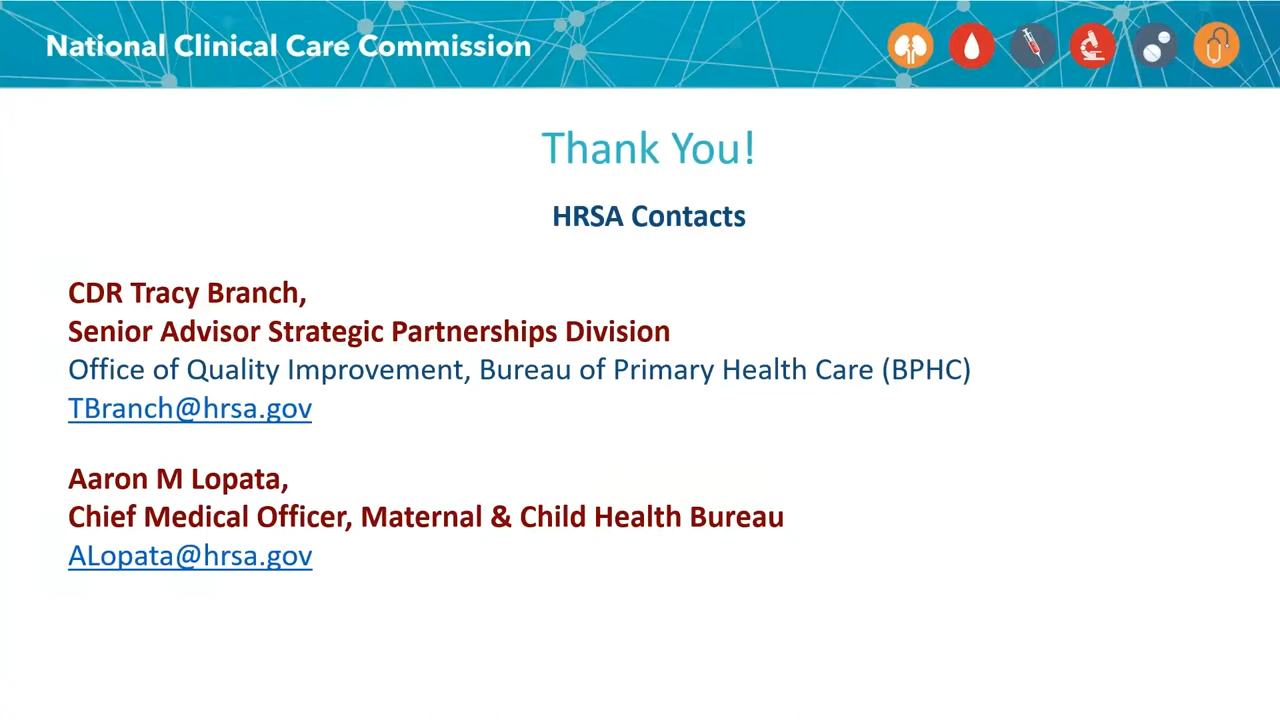 National Clinical Care Commission
Thank You!
HRSA Contacts
CDR Tracy Branch,
Senior Advisor Strategic Partnerships Division
Office of Quality Improvement, Bureau of Primary Health Care (BPHC)
TBranch@hrsa.gov
Aaron M Lopata,
Chief Medical Officer, Maternal & Child Health Bureau
ALopata@hrsa.gov